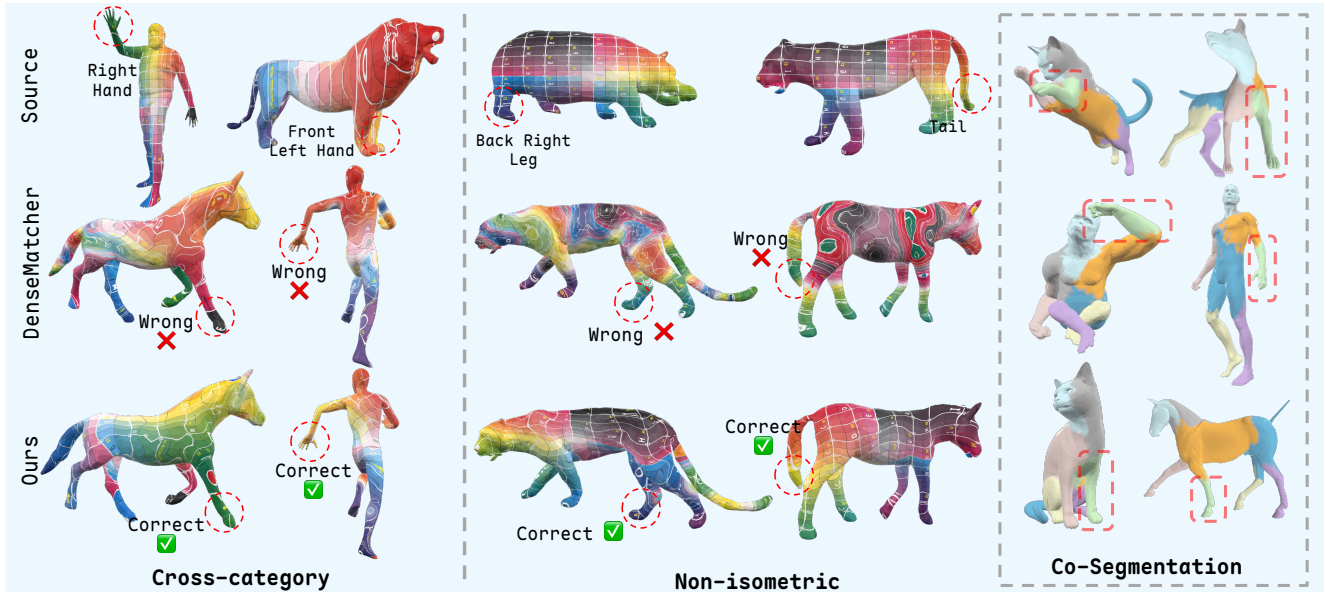 Source
Right
Hand
Front
Left Hand
Back Right
Leg
Tail
DenseMatcher
Wrong
Wrong
Wrong
Wrong
Ours
Correct
Correct
Correct
Correct
Cross-category
Non-isometric
Co-Segmentation